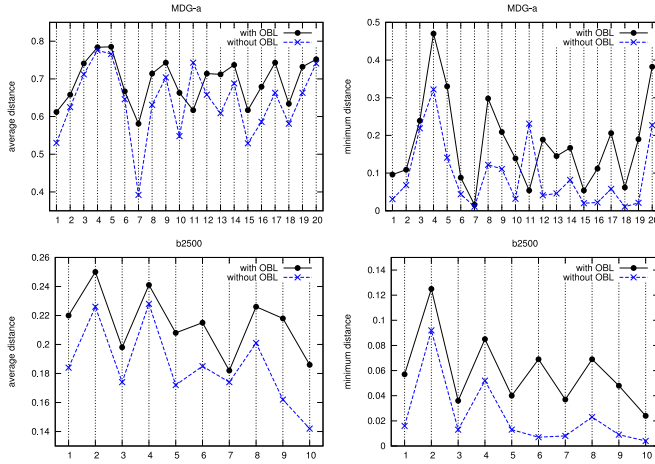 MDG-a
with OBL
without OBL
average distance
0.8
0.7
0.6
0.5
0.4
1 2 3 4 5 6 7 8 9 10 11 12 13 14 15 16 17 18 19 20
MDG-a
with OBL
without OBL
minimum distance
0.5
0.4
0.3
0.2
0.1
0
1 2 3 4 5 6 7 8 9 10 11 12 13 14 15 16 17 18 19 20
b2500
with OBL
without OBL
average distance
0.26
0.24
0.22
0.2
0.18
0.16
0.14
1 2 3 4 5 6 7 8 9 10
b2500
with OBL
without OBL
minimum distance
0.14
0.12
0.1
0.08
0.06
0.04
0.02
0
1 2 3 4 5 6 7 8 9 10